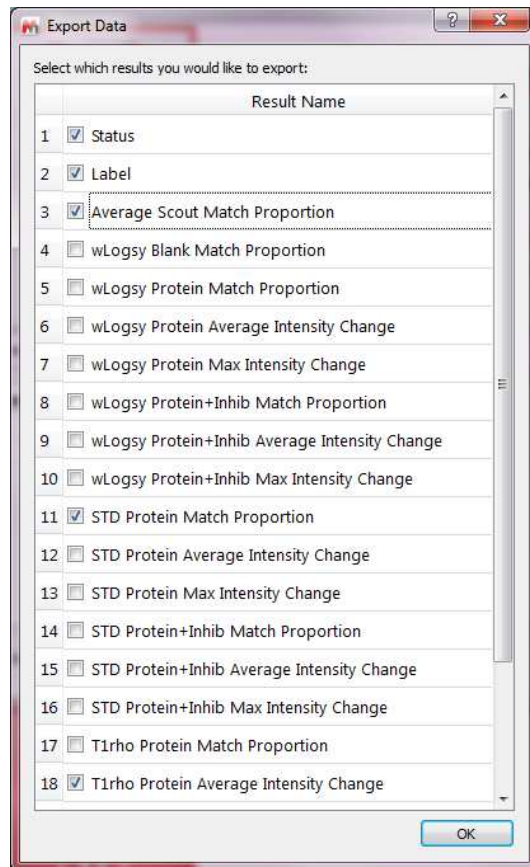 Export Data
Select which results you would like to export:
Result Name
1 Status
2 Label
3 Average Scout Match Proportion
4 wLogsy Blank Match Proportion
5 wLogsy Protein Match Proportion
6 wLogsy Protein Average Intensity Change
7 wLogsy Protein Max Intensity Change
8 wLogsy Protein+Inhib Match Proportion
9 wLogsy Protein+Inhib Average Intensity Change
10 wLogsy Protein+Inhib Max Intensity Change
11 STD Protein Match Proportion
12 STD Protein Average Intensity Change
13 STD Protein Max Intensity Change
14 STD Protein+Inhib Match Proportion
15 STD Protein+Inhib Average Intensity Change
16 STD Protein+Inhib Max Intensity Change
17 T1rho Protein Match Proportion
18 T1rho Protein Average Intensity Change
OK